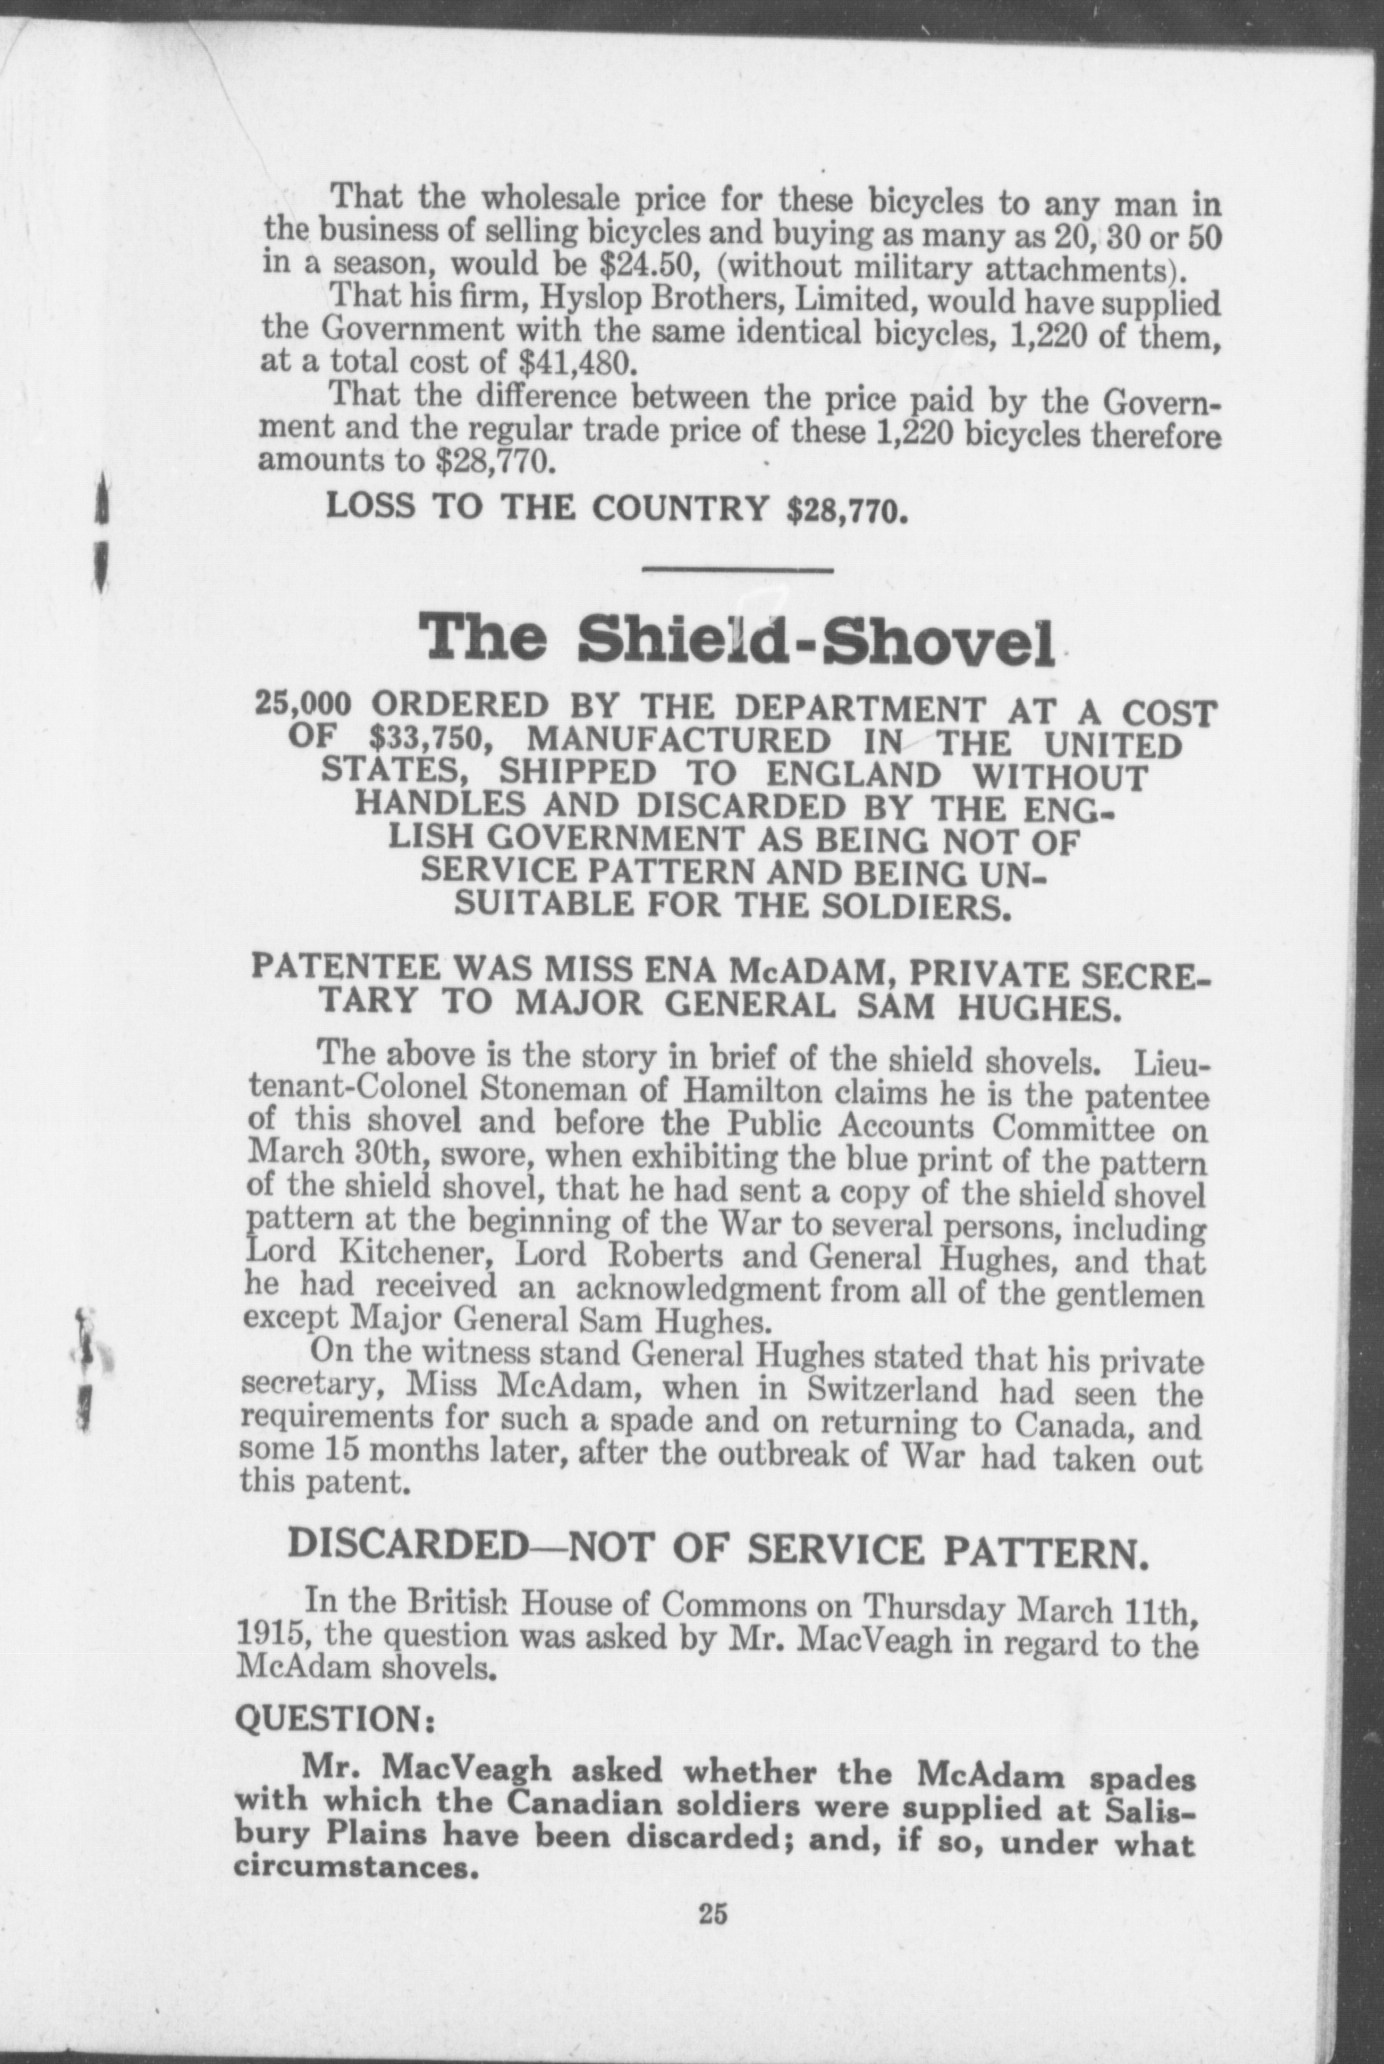 That the wholesale price for these bicycles to any man in
the business of selling bicycles and buying as many as 20, 30 or 50
in a season, would be $24.50, (without military attachments).
That his firm, Hyslop Brothers, Limited, would have supplied
the Government with the same identical bicycles, 1,220 of them,
at a total cost of $41,480.
That the difference between the price paid by the Govern-
ment and the regular trade price of these 1,220 bicycles therefore
amounts to $28,770.
LOSS TO THE COUNTRY $28,770.
The Shield-Shovel
25,000 ORDERED BY THE DEPARTMENT AT A COST
OF $33,750, MANUFACTURED IN THE UNITED
STATES, SHIPPED TO ENGLAND WITHOUT
HANDLES AND DISCARDED BY THE ENG-
LISH GOVERNMENT AS BEING NOT OF
SERVICE PATTERN AND BEING UN-
SUITABLE FOR THE SOLDIERS.
PATENTEE WAS MISS ENA McADAM, PRIVATE SECRE-
TARY TO MAJOR GENERAL SAM HUGHES.
The above is the story in brief of the shield shovels. Lieu-
tenant-Colonel Stoneman of Hamilton claims he is the patentee
of this shovel and before the Public Accounts Committee on
March 30th, swore, when exhibiting the blue print of the pattern
of the shield shovel, that he had sent a copy of the shield shovel
pattern at the beginning of the War to several persons, including
Lord Kitchener, Lord Roberts and General Hughes, and that
he had received an acknowledgment from all of the gentlemen
except Major General Sam Hughes.
On the witness stand General Hughes stated that his private
secretary, Miss McAdam, when in Switzerland had seen the
requirements for such a spade and on returning to Canada, and
some 15 months later, after the outbreak of War had taken out
this patent.
DISCARDED—NOT OF SERVICE PATTERN.
In the British House of Commons on Thursday March 11th,
1915, the question was asked by Mr. MacVeagh in regard to the
McAdam shovels.
QUESTION:
Mr. MacVeagh asked whether the McAdam spades
with which the Canadian soldiers were supplied at Salis-
bury Plains have been discarded; and, if so, under what
circumstances.
25